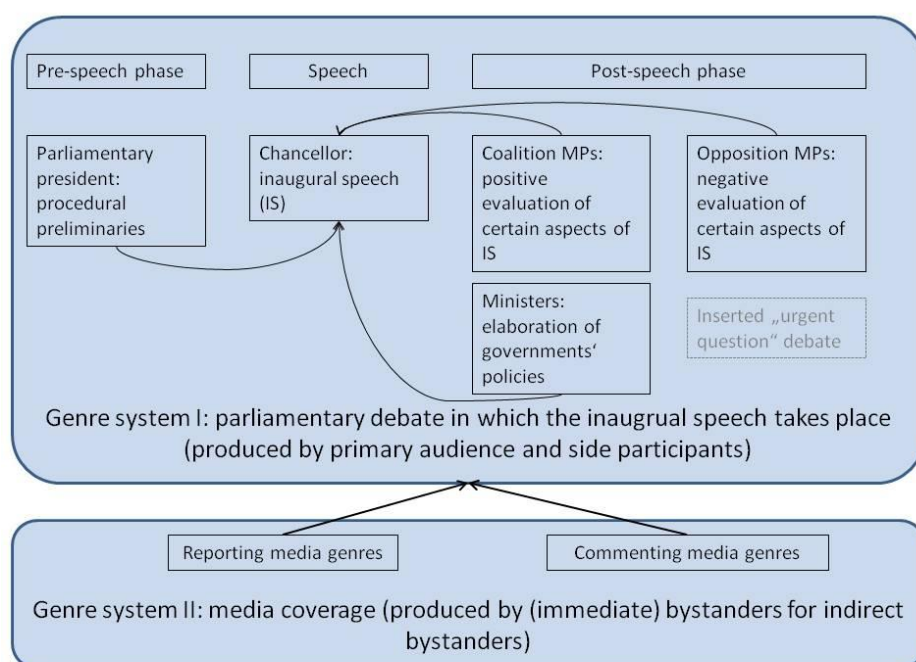 Pre-speech phase
Speech
Post-speech phase
Parliamentary
president:
procedural
preliminaries
Chancellor:
inaugural speech
(IS)
Coalition MPs:
positive
evaluation of
certain aspects of
IS
Opposition MPs:
negative
evaluation of
certain aspects of
IS
Ministers:
elaboration of
governments‘
policies
Inserted „urgent
question“ debate
Genre system I: parliamentary debate in which the inaugrual speech takes place
(produced by primary audience and side participants)
Reporting media genres
Commenting media genres
Genre system II: media coverage (produced by (immediate) bystanders for indirect
bystanders)